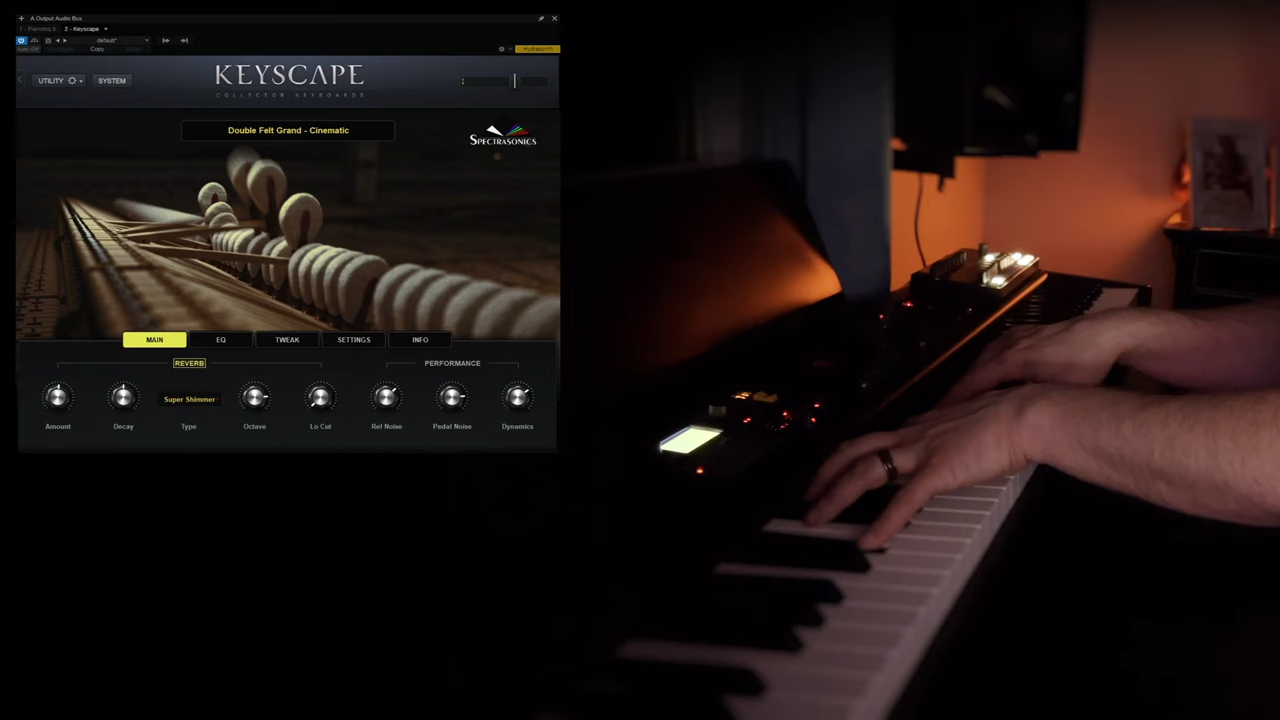 A Output Audio Bus
2 - Keyscape
default*
Copy
UTILITY
SYSTEM
KEYSCAPE
COLLECTOR KEYBOARDS
Double Felt Grand - Cinematic
SPECTRASONICS
MAIN
EQ
TWEAK
SETTINGS
INFO
REVERB
PERFORMANCE
Super Shimmer
Amount
Decay
Type
Octave
Lo Cut
Rel Noise
Pedal Noise
Dynamics